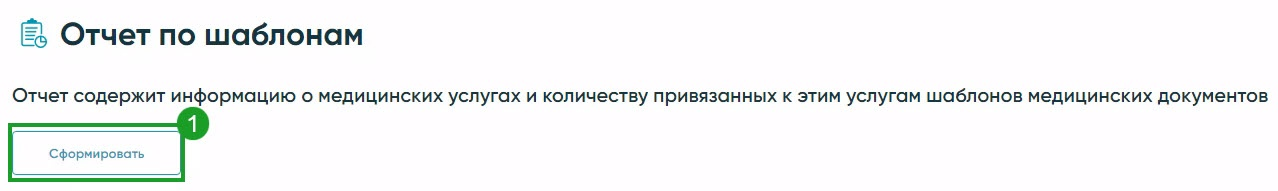 Отчет по шаблонам
Отчет содержит информацию о медицинских услугах и количеству привязанных к этим услугам шаблонов медицинских документов
1
Сформировать